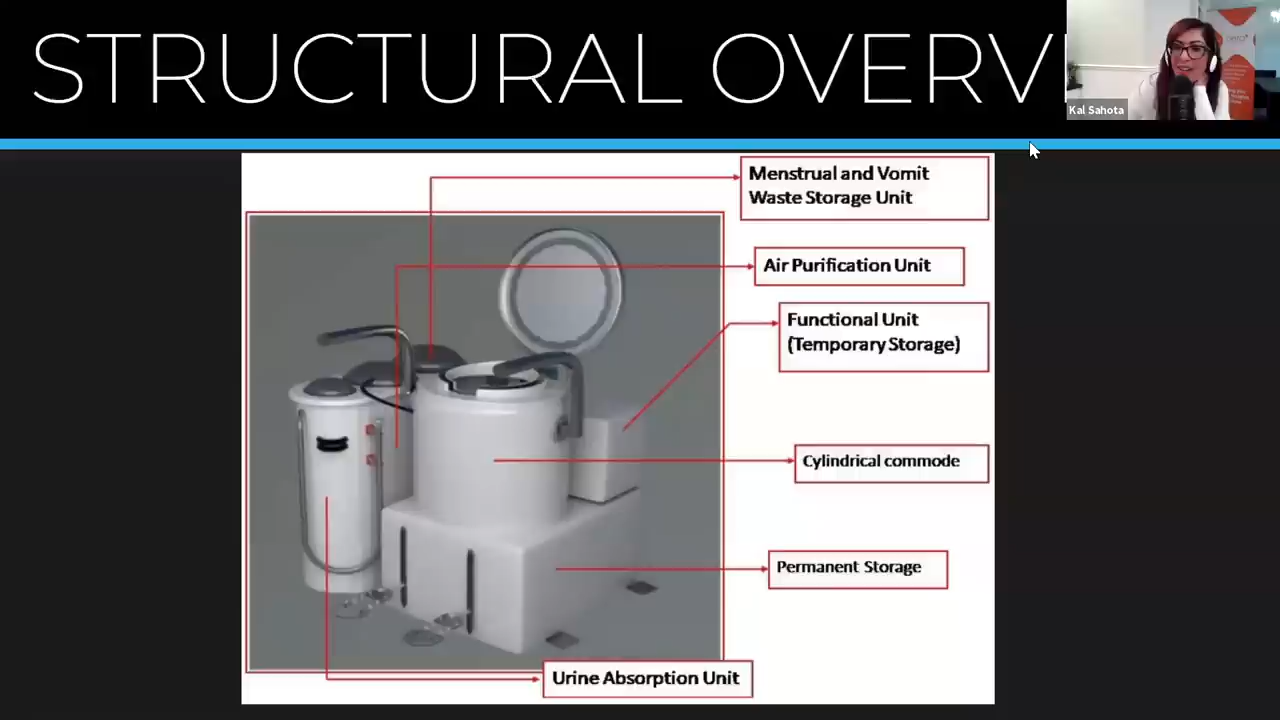 STRUCTURAL OVERV
Kal Sahota
Menstrual and Vomit
Waste Storage Unit
Air Purification Unit
Functional Unit
(Temporary Storage)
Cylindrical commode
Permanent Storage
Urine Absorption Unit